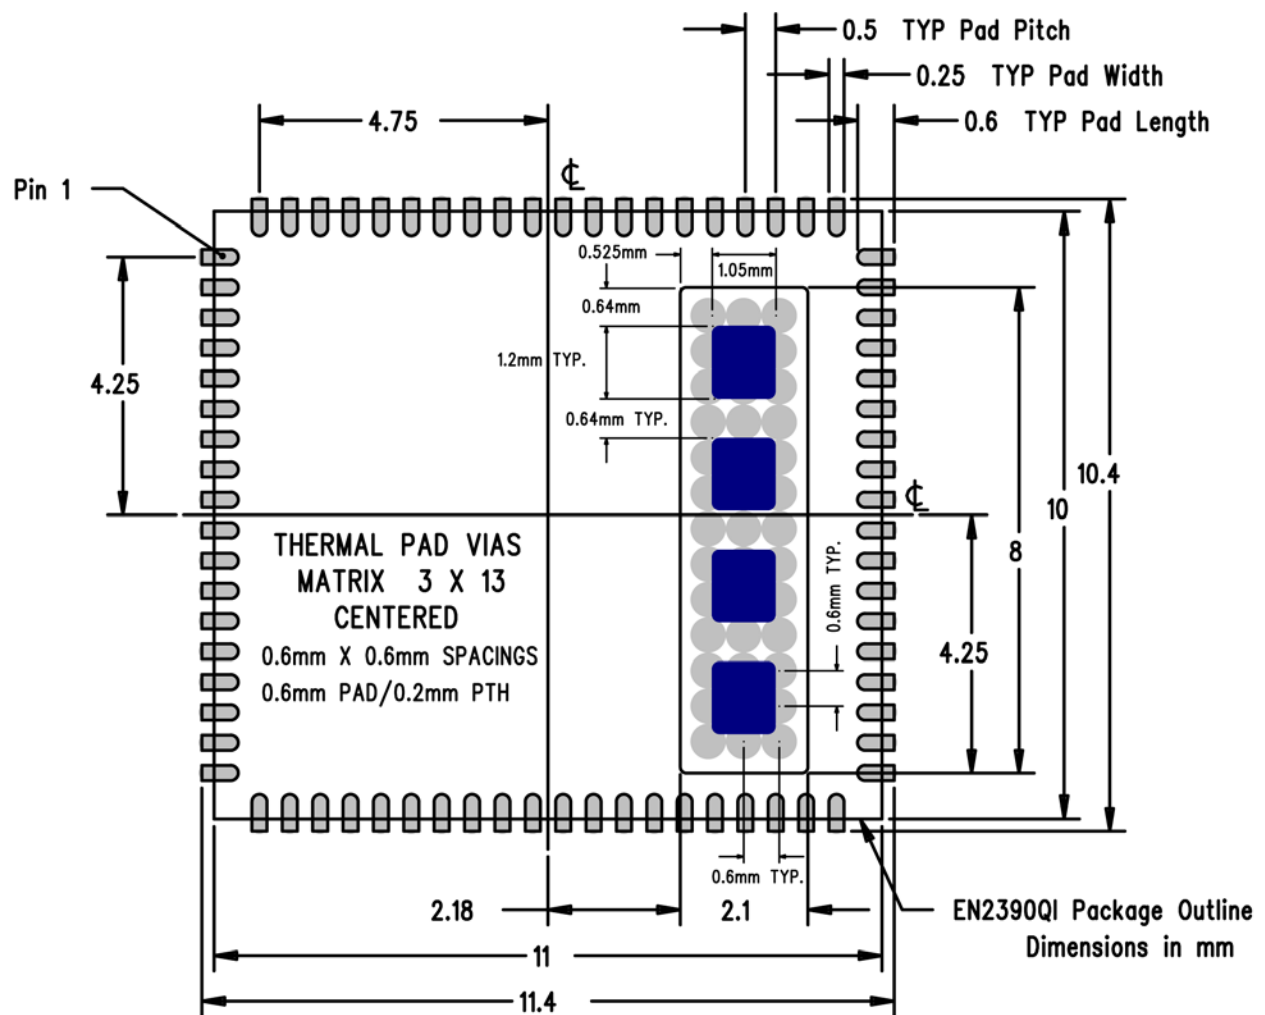 0.5 TYP Pad Pitch
0.25 TYP Pad Width
4.75
0.6 TYP Pad Length
℄
Pin 1
0.525mm
1.05mm
0.64mm
1.2mm TYP.
4.25
0.64mm TYP.
10.4
℄
10
THERMAL PAD VIAS
MATRIX 3 X 13
CENTERED
0.6mm X 0.6mm SPACINGS
0.6mm PAD/0.2mm PTH
0.6mm TYP.
8
4.25
0.6mm TYP.
2.18
2.1
EN2390QI Package Outline
Dimensions in mm
11
11.4